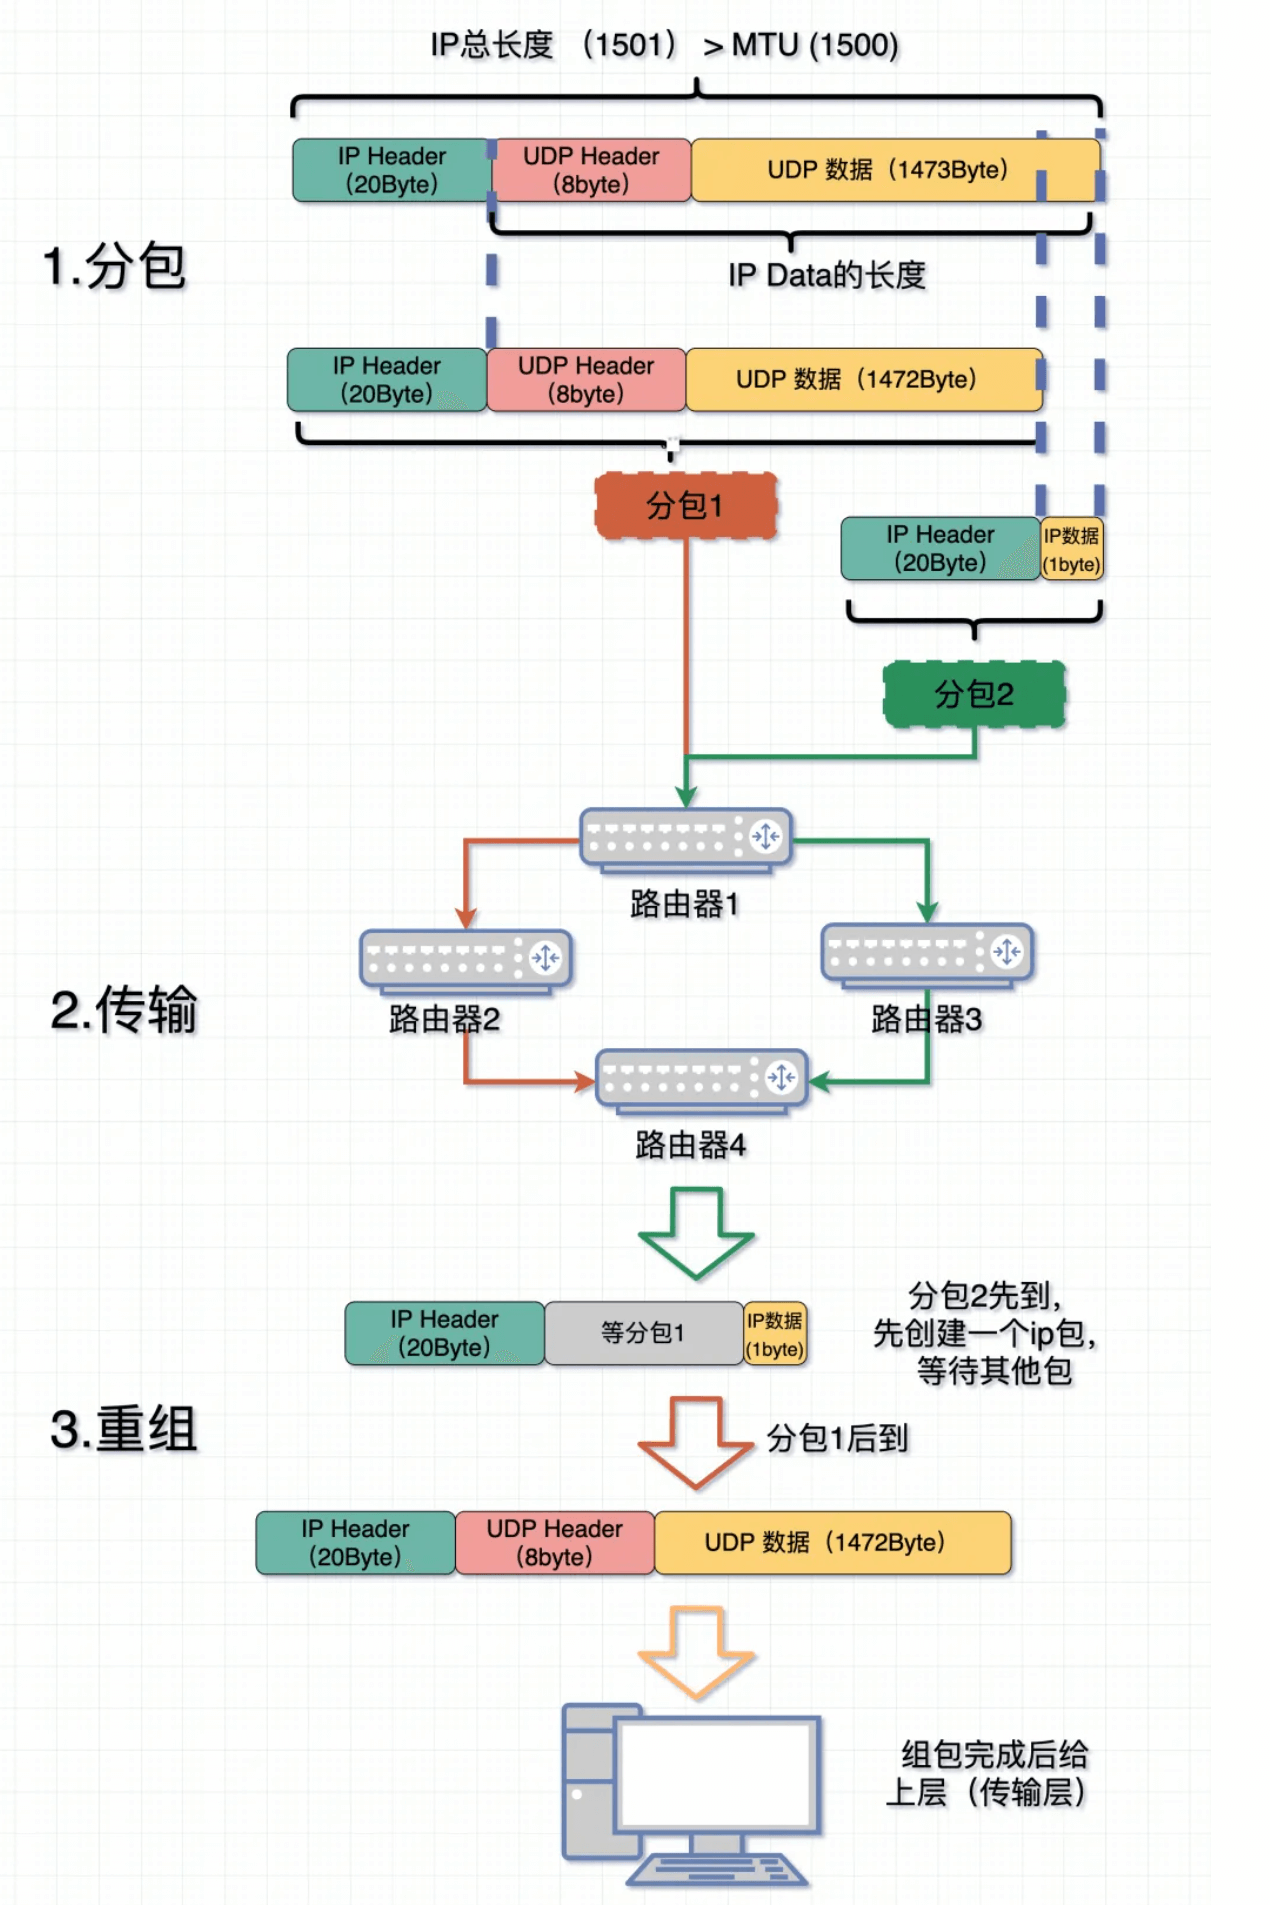 IP总长度 （1501） > MTU (1500)
IP Header
（20Byte）
UDP Header
（8byte）
UDP 数据（1473Byte）
1.分包
IP Data的长度
IP Header
（20Byte）
UDP Header
（8byte）
UDP 数据（1472Byte）
分包1
IP Header
（20Byte）
IP数据
(1byte)
分包2
路由器1
2.传输
路由器2
路由器3
路由器4
IP Header
（20Byte）
等分包1
IP数据
(1byte)
分包2先到,
先创建一个ip包,
等待其他包
3.重组
分包1后到
IP Header
（20Byte）
UDP Header
（8byte）
UDP 数据（1472Byte）
组包完成后给
上层（传输层）